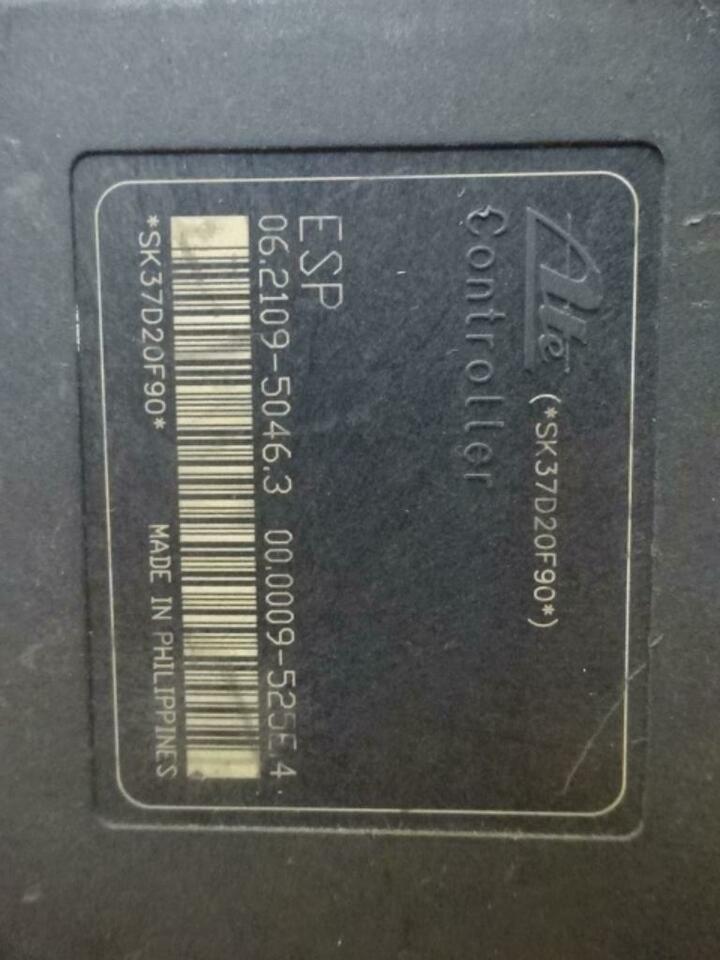 Ate (*SK37D20F90*)
Controller
ESP
06.2109-5046.3 00.0009-525E.4
*SK37D20F90* MADE IN PHILIPPINES